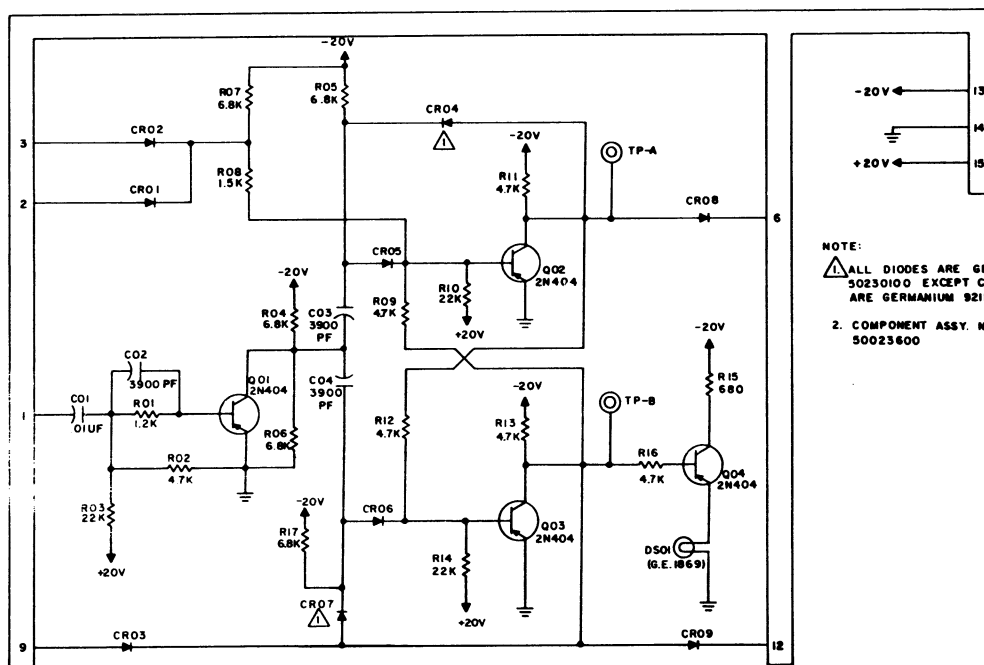 -20V
R07
6.8K
R05
6.8K
CR04
1
-20V
-20V
13
14
+20V
15
3
CR02
R08
1.5K
2
CR01
R11
4.7K
TP-A
CR08
6
CR05
Q02
2N404
R10
22K
+20V
R09
4.7K
-20V
R04
6.8K
C03
3900
PF
NOTE:
1. ALL DIODES ARE GE
50230100 EXCEPT C
ARE GERMANIUM 921
2. COMPONENT ASSY. N
50023600
C02
3900 PF
Q01
2N404
C04
3900
PF
-20V
R15
680
1
C01
.01UF
R01
1.2K
R06
6.8K
R02
4.7K
R12
4.7K
R13
4.7K
TP-B
R16
4.7K
Q04
2N404
R03
22K
+20V
-20V
R17
6.8K
CR06
Q03
2N404
R14
22K
+20V
DS01
(G.E.1869)
CR07
1
9
CR03
CR09
12